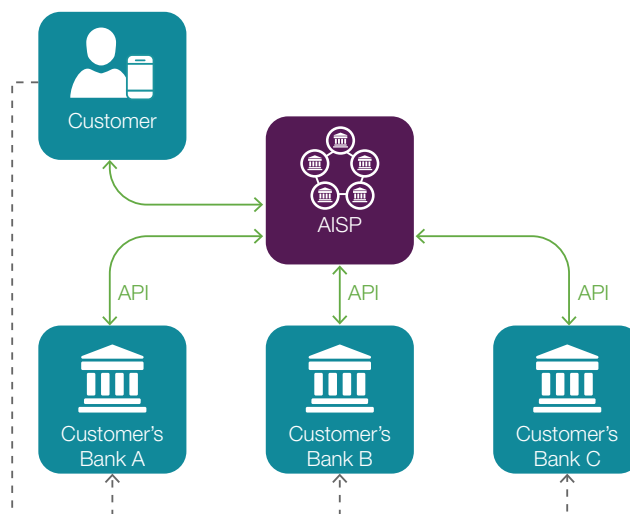 Customer
AISP
API
API
API
Customer's
Bank A
Customer's
Bank B
Customer's
Bank C